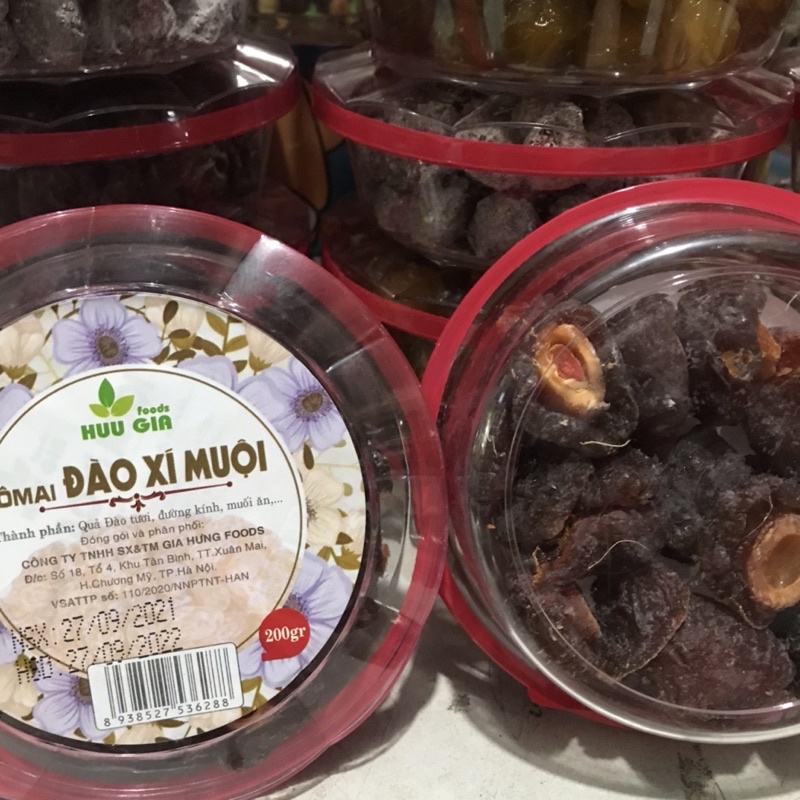 foods
HUU GIA
ÔMAI ĐÀO XÍ MUỘI
Thành phần: Quả Đào tươi, đường kính, muối ăn,...
Đóng gói và phân phối:
CÔNG TY TNHH SX&TM GIA HƯNG FOODS
Đ/c: Số 18, Tổ 4, Khu Tân Bình, TT.Xuân Mai,
H.Chương Mỹ, TP Hà Nội.
VSATTP số: 110/2020/NNPTNT-HAN
27/09/2021
HSD: 27/09/2022
200gr
8 938527 536288